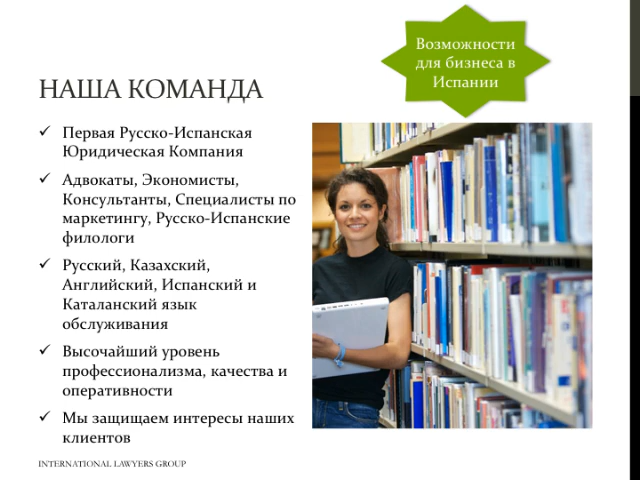 Возможности
для бизнеса в
Испании
НАША КОМАНДА
✓ Первая Русско-Испанская
Юридическая Компания
✓ Адвокаты, Экономисты,
Консультанты, Специалисты по
маркетингу, Русско-Испанские
филологи
✓ Русский, Казахский,
Английский, Испанский и
Каталанский язык
обслуживания
✓ Высочайший уровень
профессионализма, качества и
оперативности
✓ Мы защищаем интересы наших
клиентов
INTERNATIONAL LAWYERS GROUP